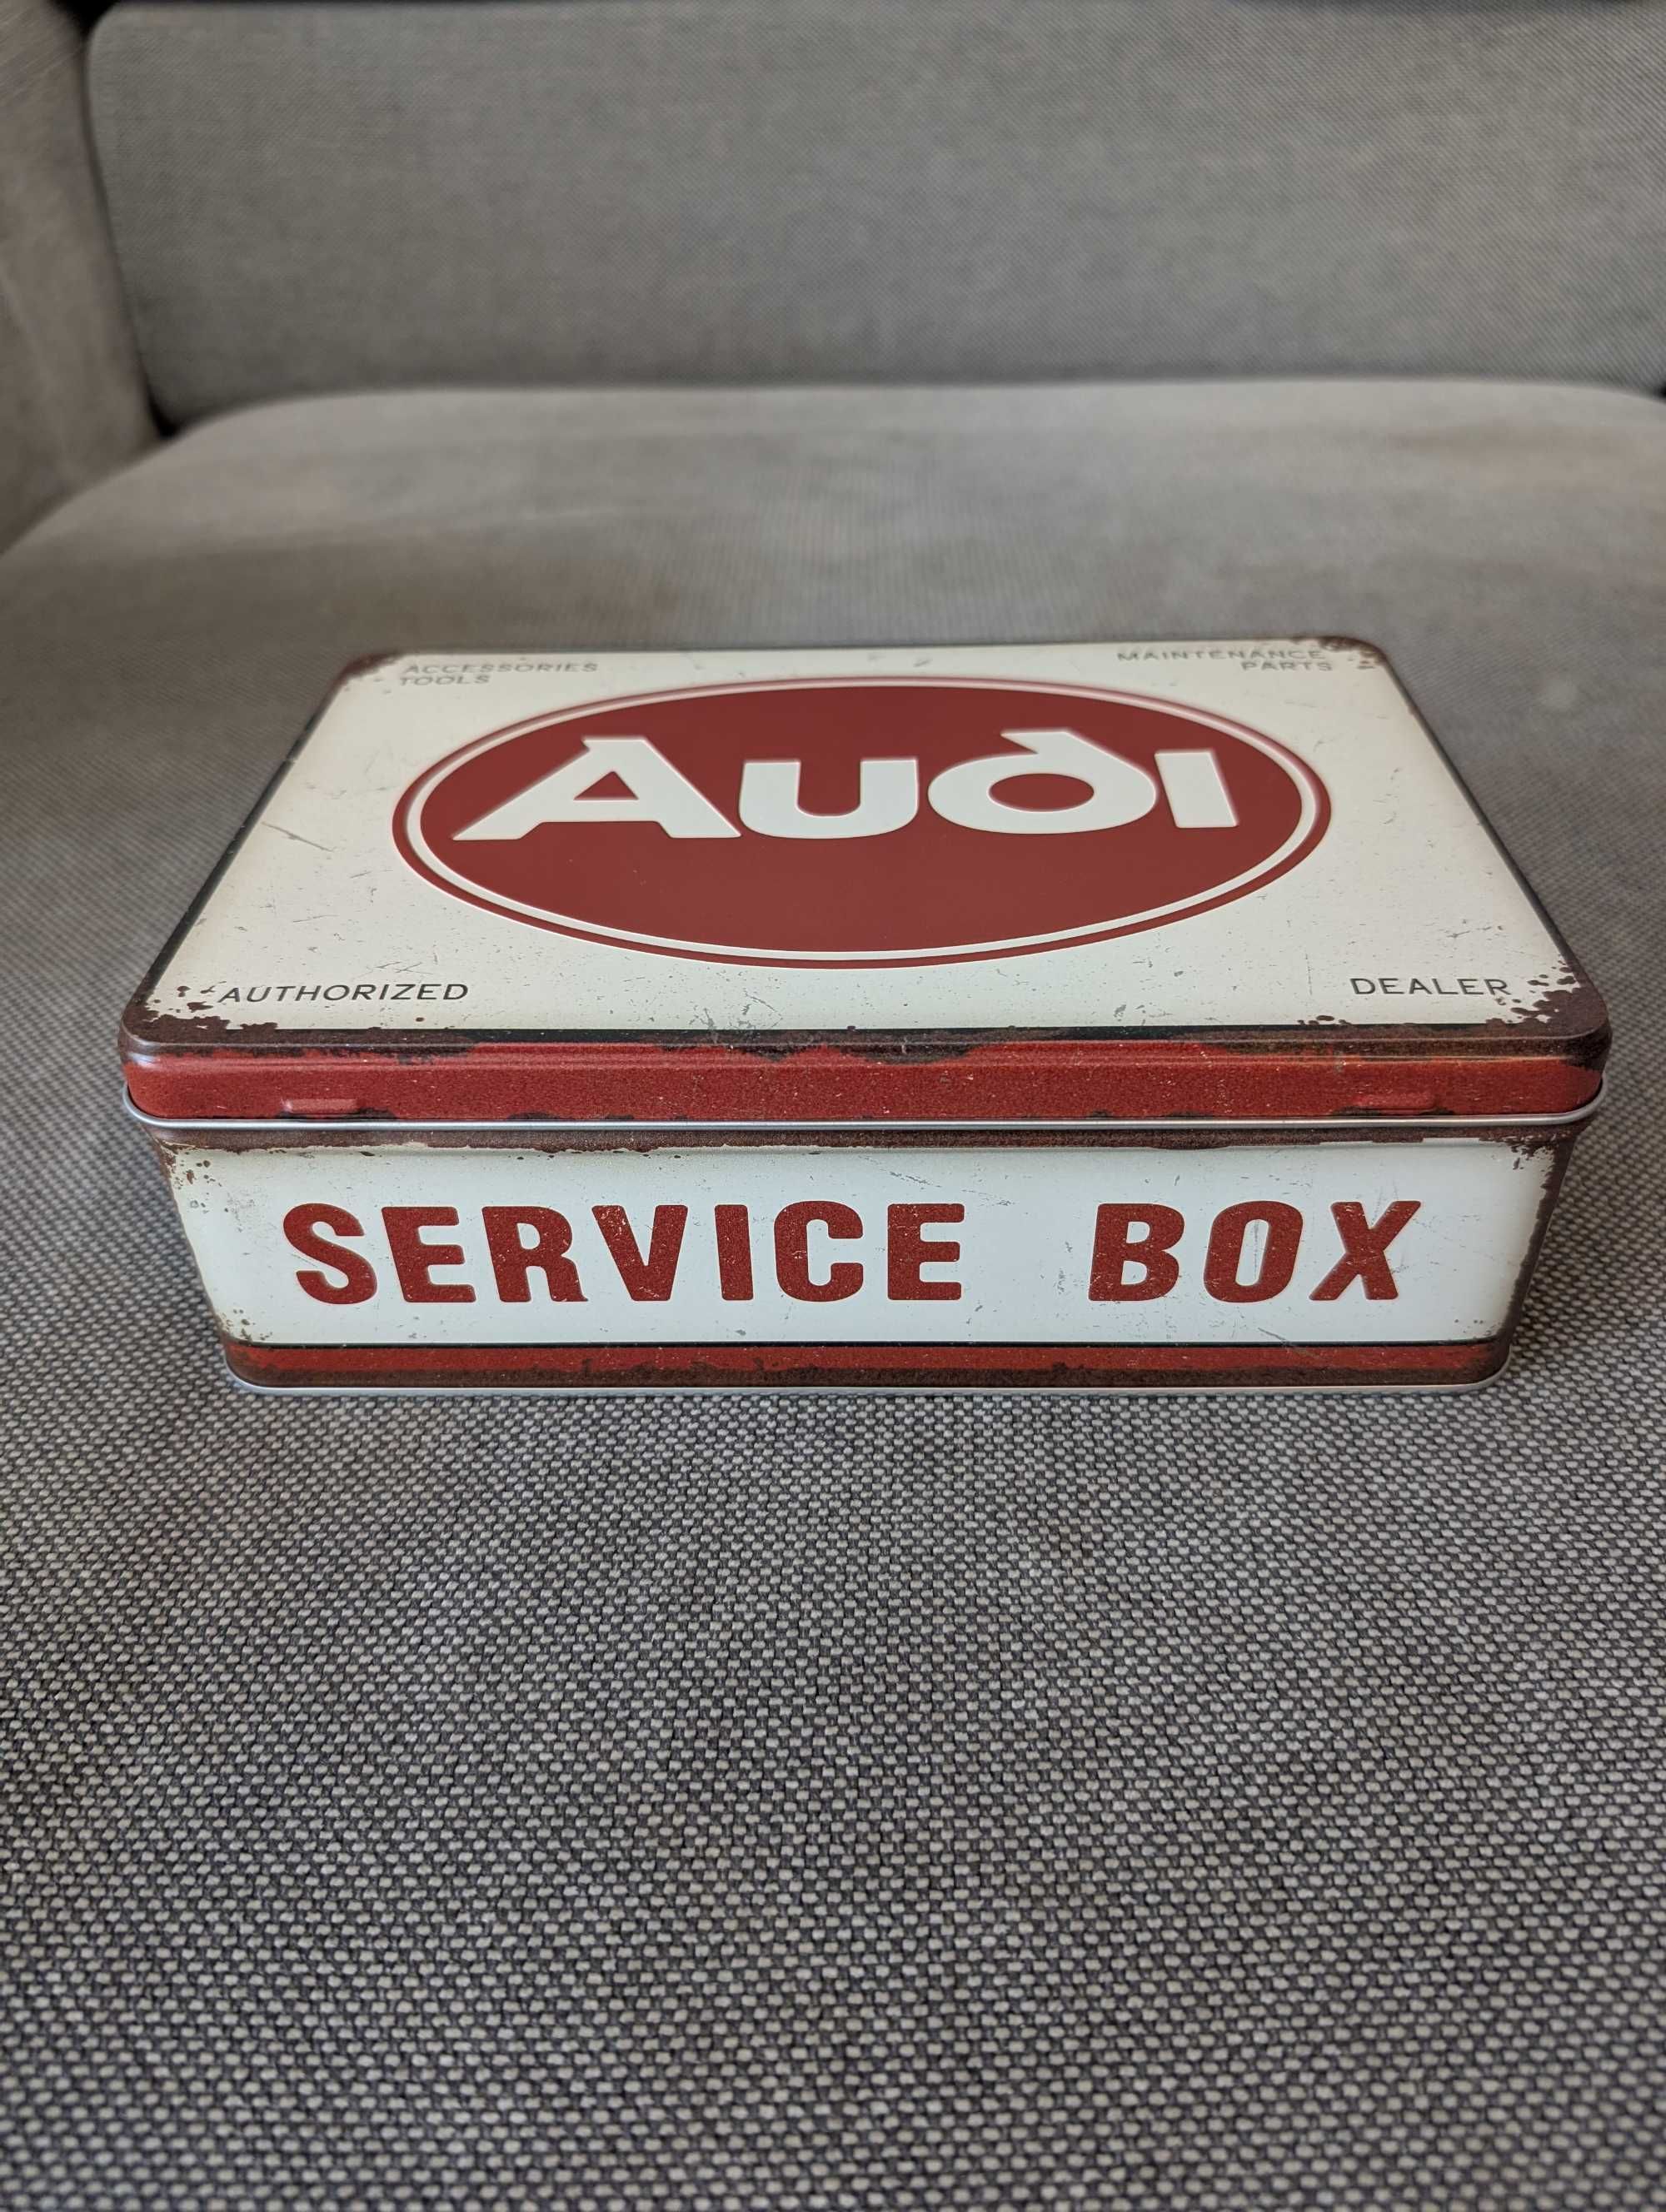 ACCESSORIES
TOOLS
MAINTENANCE
PARTS
Audi
AUTHORIZED
DEALER
SERVICE BOX